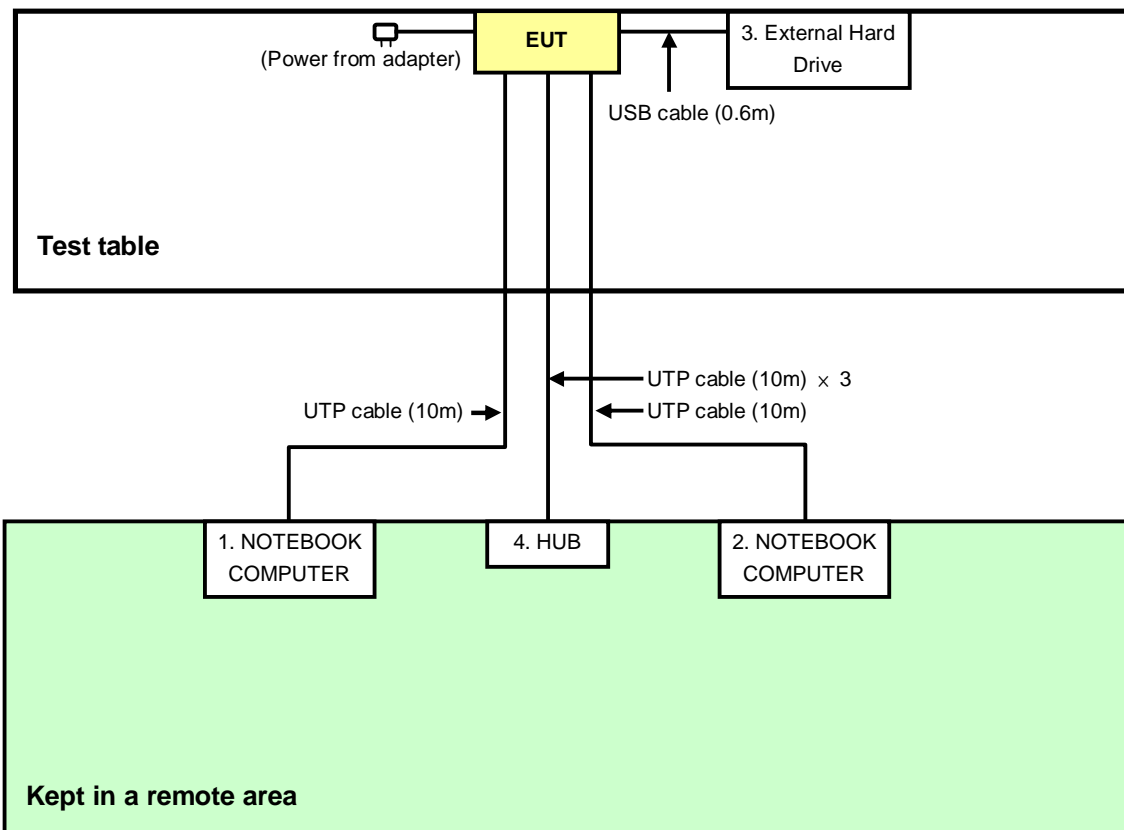 EUT
3. External Hard
Drive
(Power from adapter)
USB cable (0.6m)
Test table
UTP cable (10m) × 3
UTP cable (10m)
UTP cable (10m)
1. NOTEBOOK
COMPUTER
4. HUB
2. NOTEBOOK
COMPUTER
Kept in a remote area